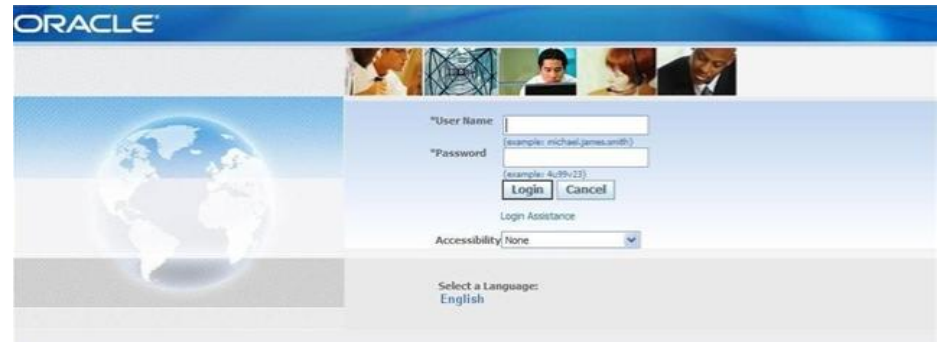 ORACLE®
*User Name
(example: michael.james.smith)
*Password
(example: 4u99v23)
Login Cancel
Login Assistance
Accessibility None
Select a Language:
English